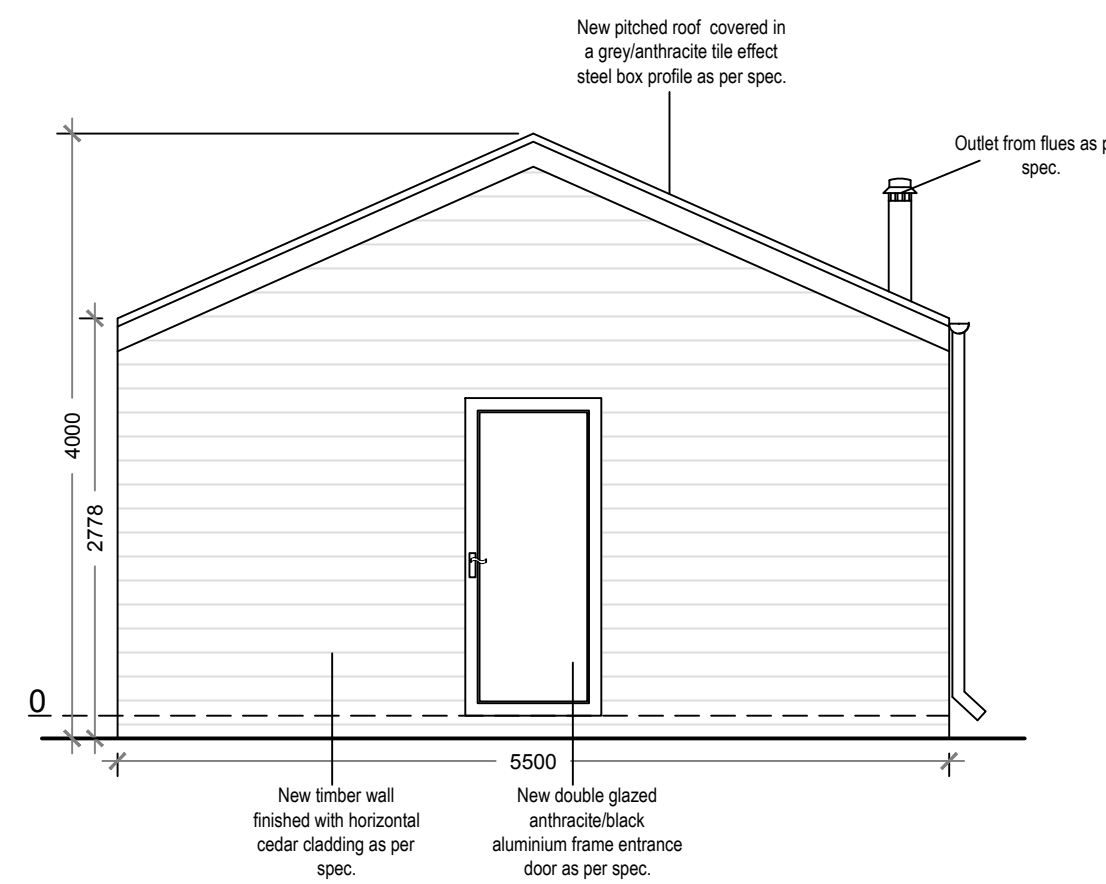 New pitched roof  covered in
a grey/anthracite tile effect
steel box profile as per spec.
Outlet from flues as
spec.
4000
2778
0
5500
New timber wall
finished with horizontal
cedar cladding as per
spec.
New double glazed
anthracite/black
aluminium frame entrance
door as per spec.